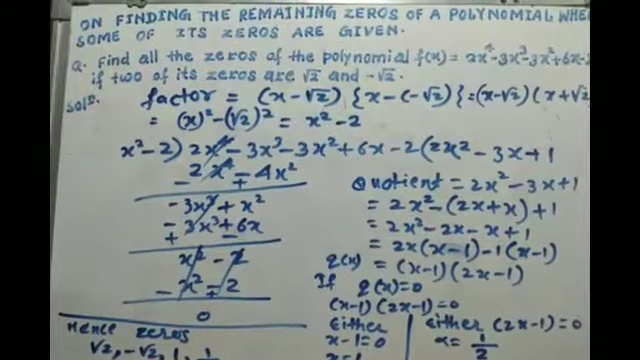 ON FINDING THE REMAINING ZEROS OF A POLYNOMIAL WHEN
SOME OF ITS ZEROS ARE GIVEN.
Q. Find all the zeros of the polynomial f(x) = 2x⁴-3x³-3x²+6x-2
if two of its zeros are √2 and -√2.
Solⁿ. factor = (x-√2) {x-(-√2)} = (x-√2)(x+√2
= (x)²-(√2)² = x²-2
x²-2) 2x⁴-3x³-3x²+6x-2 (2x²-3x+1
2x⁴ 4x²
- +
-3x³+x²
-3x³+6x
+ -
x²-2
x²-2
- +
0
Hence zeros
√2, -√2, 1, 1
Quotient = 2x²-3x+1
= 2x²-(2x+x)+1
= 2x²-2x-x+1
= 2x(x-1)-1(x-1)
q(x) = (x-1)(2x-1)
If q(x)=0
(x-1)(2x-1)=0
either
x-1=0
x=1
either (2x-1)=0
x=1/2